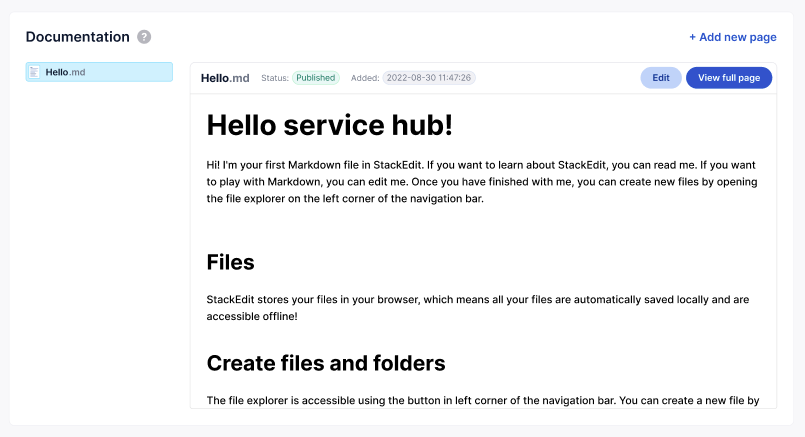 Documentation ?
+ Add new page
Hello.md
Hello.md Status: Published Added: 2022-08-30 11:47:26 Edit View full page
Hello service hub!
Hi! I'm your first Markdown file in StackEdit. If you want to learn about StackEdit, you can read me. If you want
to play with Markdown, you can edit me. Once you have finished with me, you can create new files by opening
the file explorer on the left corner of the navigation bar.
Files
StackEdit stores your files in your browser, which means all your files are automatically saved locally and are
accessible offline!
Create files and folders
The file explorer is accessible using the button in left corner of the navigation bar. You can create a new file by